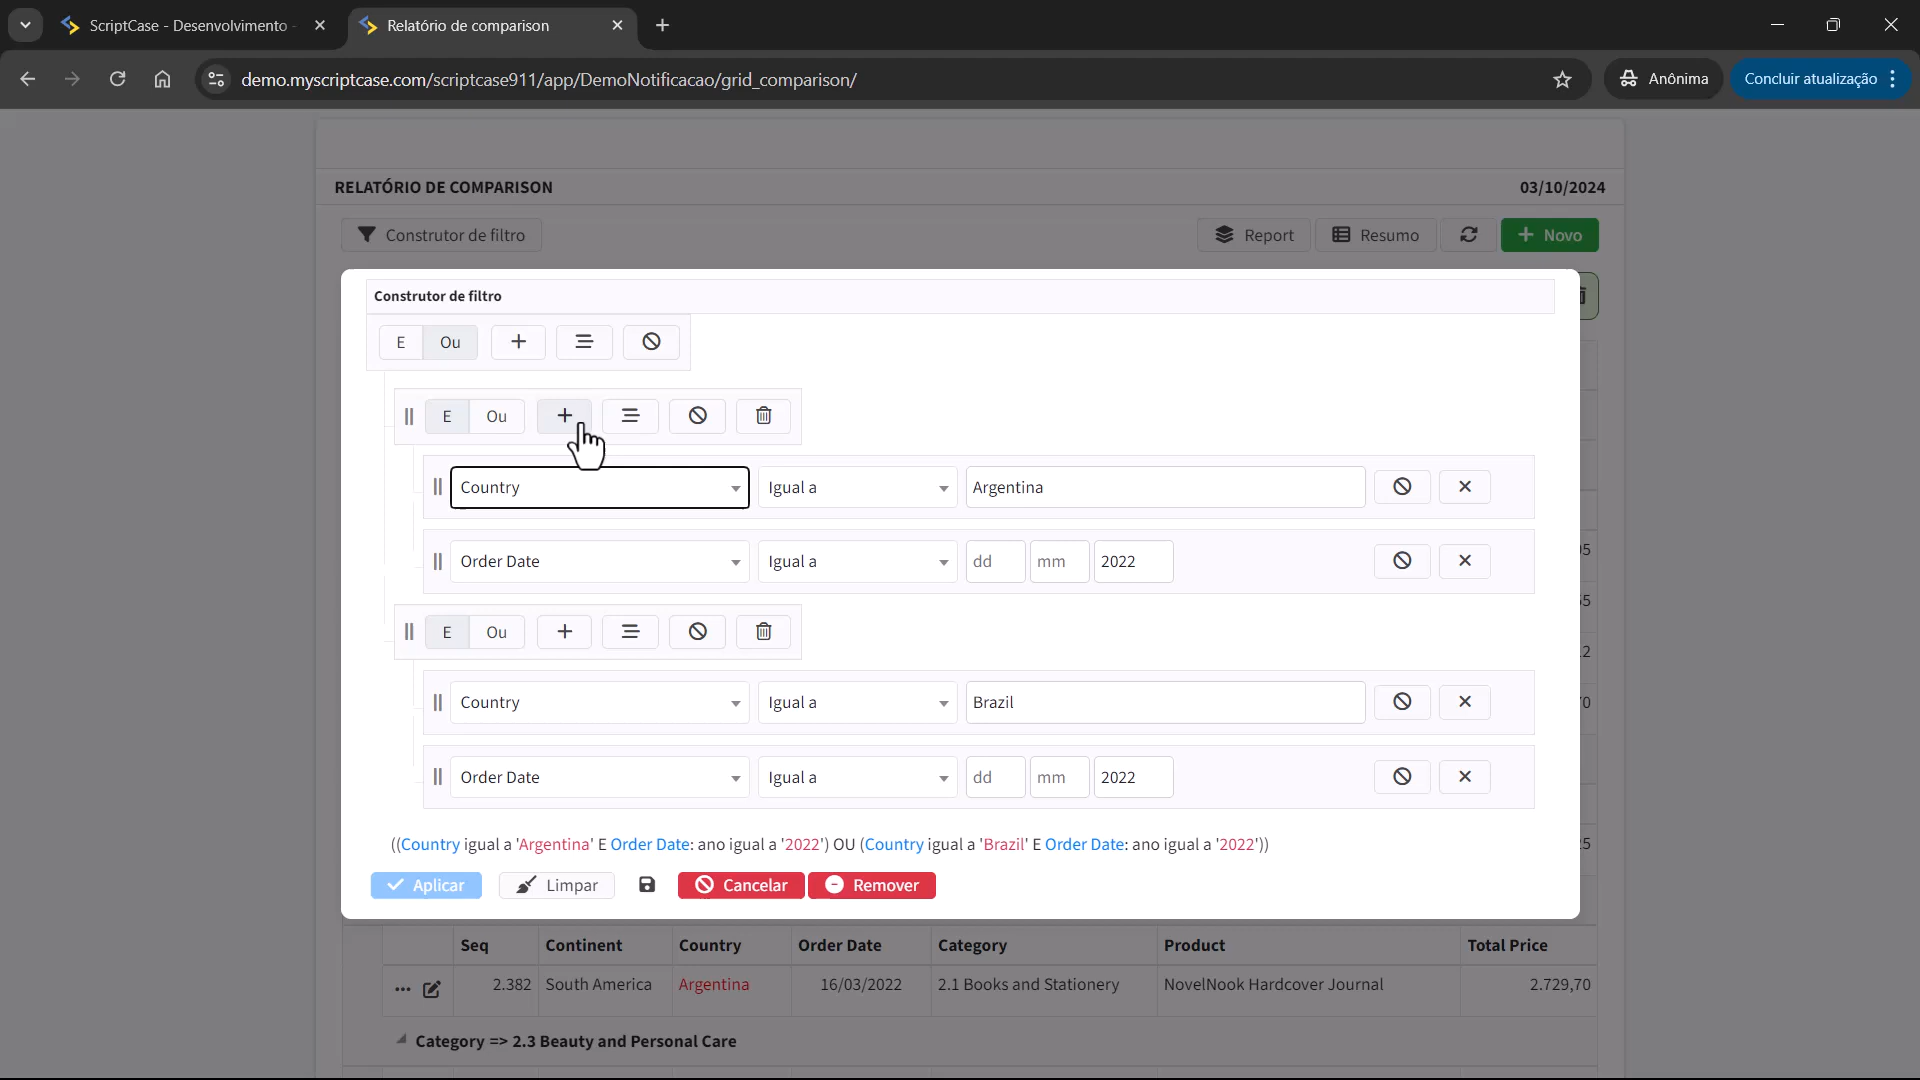 ScriptCase - Desenvolvimento -
Relatório de comparison
demo.myscriptcase.com/scriptcase911/app/DemoNotificacao/grid_comparison/
Anônima
Concluir atualização
RELATÓRIO DE COMPARISON
03/10/2024
Construtor de filtro
Report
Resumo
Novo
Construtor de filtro
E Ou
E Ou
Country Igual a Argentina
Order Date Igual a dd mm 2022
E Ou
Country Igual a Brazil
Order Date Igual a dd mm 2022
((Country igual a 'Argentina' E Order Date: ano igual a '2022') OU (Country igual a 'Brazil' E Order Date: ano igual a '2022'))
Aplicar Limpar Cancelar Remover
Seq Continent Country Order Date Category Product Total Price
2.382 South America Argentina 16/03/2022 2.1 Books and Stationery NovelNook Hardcover Journal 2.729,70
Category => 2.3 Beauty and Personal Care